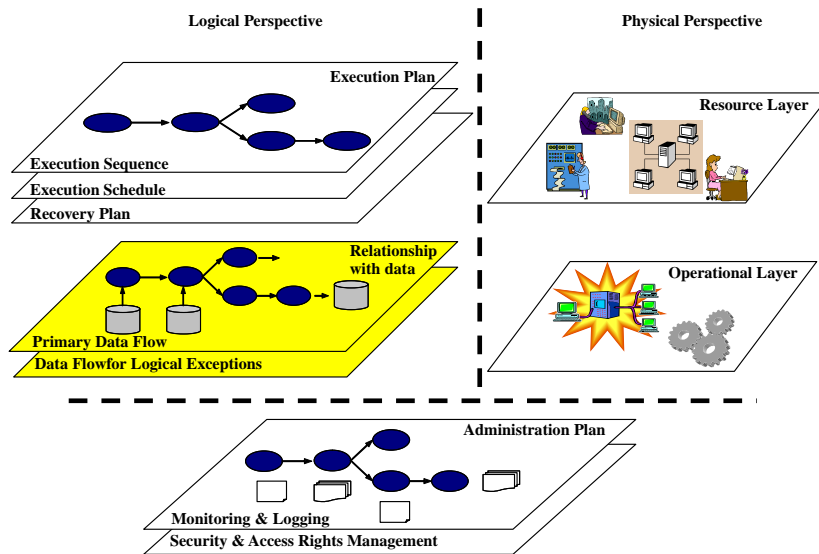 Logical Perspective
Physical Perspective
Execution Plan
Execution Sequence
Execution Schedule
Recovery Plan
Resource Layer
Relationship
with data
Primary Data Flow
Data Flowfor Logical Exceptions
Operational Layer
Administration Plan
Monitoring & Logging
Security & Access Rights Management